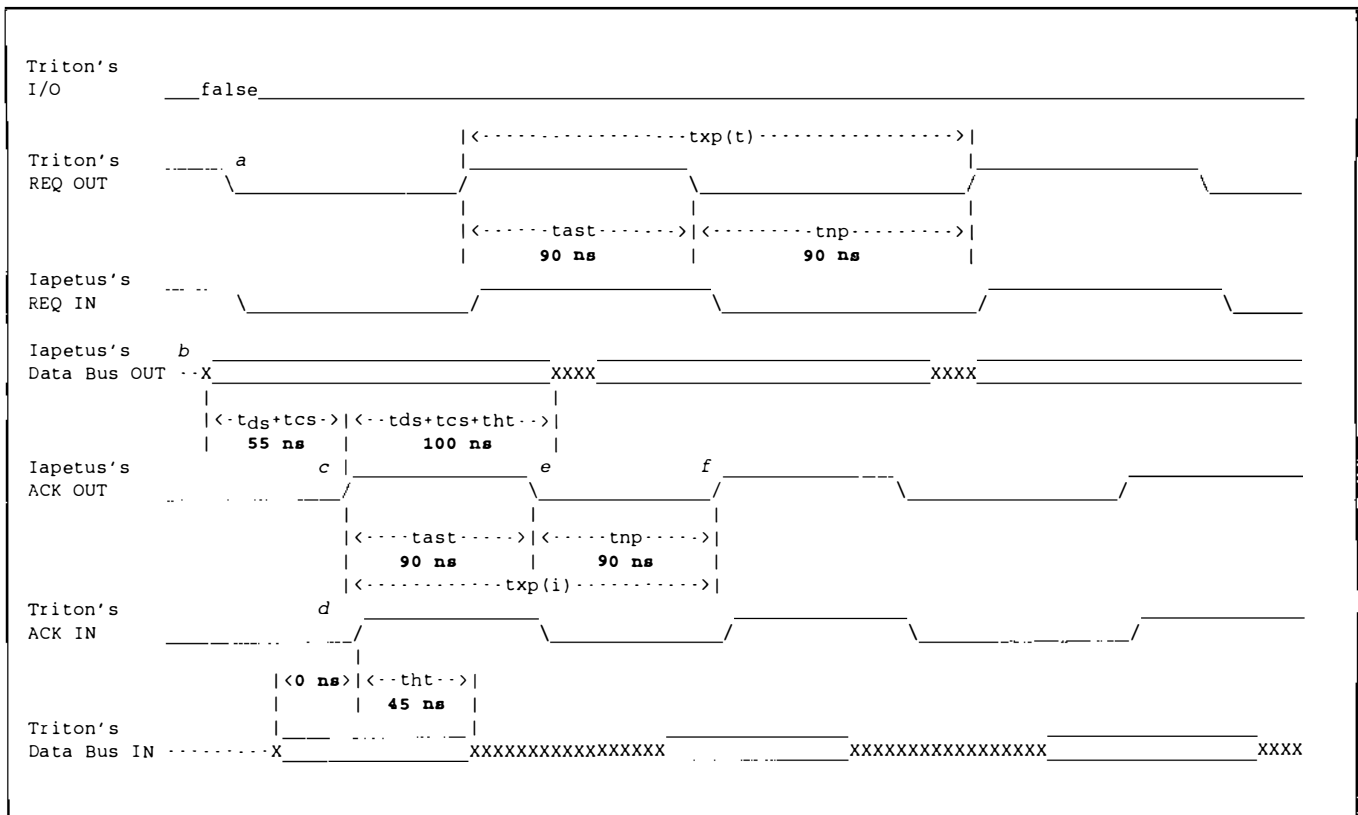 Triton's
I/O false
|<------------------txp(t)----------------->|
Triton's a
REQ OUT
|<------tast------>|<--------tnp--------->|
90 ns | 90 ns
Iapetus's
REQ IN
Iapetus's b
Data Bus OUT --X XXXX XXXX
|<-tds+tcs->|<--tds+tcs+tht-->|
| 55 ns | 100 ns |
Iapetus's c | e f
ACK OUT
|<----tast----->|<-----tnp----->|
| 90 ns | 90 ns |
|<------------txp(i)----------->|
Triton's d
ACK IN
|<0 ns>|<--tht-->|
| | 45 ns |
Triton's
Data Bus IN ---------X XXXXXXXXXXXXXXXX XXXXXXXXXXXXXXXX XXXX